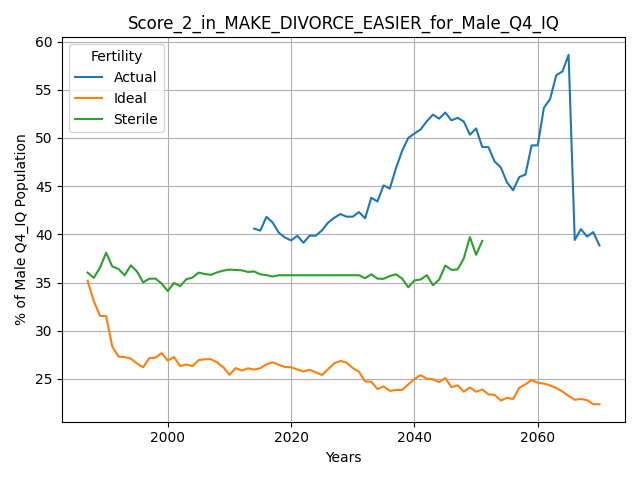 Score_2_in_MAKE_DIVORCE_EASIER_for_Male_Q4_IQ
Fertility
Actual
Ideal
Sterile
% of Male Q4_IQ Population
60
55
50
45
40
35
30
25
2000
2020
2040
2060
Years